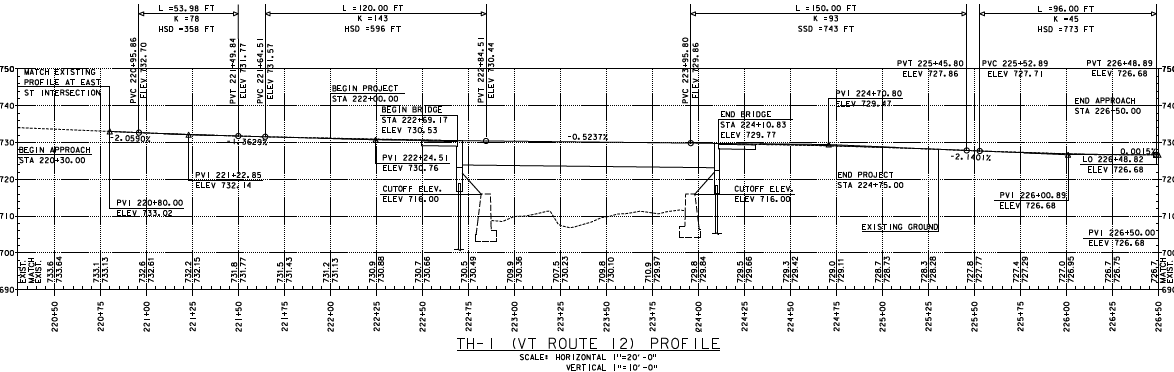 L =53.98 FT
K =78
HSD =358 FT
L =120.00 FT
K =143
HSD =596 FT
L =150.00 FT
K =93
SSD =743 FT
L =96.00 FT
K =45
HSD =773 FT
PVC 220+95.86
ELEV 732.70
PVT 221+49.84
ELEV 731.77
PVC 221+64.51
ELEV 731.57
PVT 222+84.51
ELEV 730.44
PVC 223+95.80
ELEV 729.86
PVT 225+45.80
ELEV 727.86
PVC 225+52.89
ELEV 727.71
PVT 226+48.89
ELEV 726.68
750
740
730
720
710
700
690
750
740
730
720
710
700
690
MATCH EXISTING
PROFILE AT EAST
ST INTERSECTION
BEGIN PROJECT
STA 222+00.00
BEGIN BRIDGE
STA 222+69.17
ELEV 730.53
END BRIDGE
STA 224+10.83
ELEV 729.77
PVI 224+70.80
ELEV 729.47
END APPROACH
STA 226+50.00
-2.0590%
-1.3629%
-0.5237%
-2.1401%
0.0015%
BEGIN APPROACH
STA 220+30.00
PVI 221+22.85
ELEV 732.14
PVI 222+24.51
ELEV 730.76
LO 226+48.82
ELEV 726.68
END PROJECT
STA 224+75.00
CUTOFF ELEV.
ELEV 716.00
CUTOFF ELEV.
ELEV 716.00
PVI 220+80.00
ELEV 733.02
PVI 226+00.89
ELEV 726.68
EXISTING GROUND
PVI 226+50.00
ELEV 726.68
EXIST.
MATCH
EXIST.
733.6
733.64
733.1
733.13
732.6
732.61
732.2
732.15
731.8
731.77
731.5
731.43
731.2
731.13
730.9
730.88
730.7
730.66
730.5
730.49
709.9
730.36
707.5
730.23
709.8
730.10
710.9
729.97
729.8
729.84
729.5
729.66
729.3
729.42
729.0
729.11
728.7
728.73
728.3
728.28
727.8
727.77
727.4
727.29
727.0
726.95
726.7
726.75
726.7
MATCH
EXIST.
220+50
220+75
221+00
221+25
221+50
221+75
222+00
222+25
222+50
222+75
223+00
223+25
223+50
223+75
224+00
224+25
224+50
224+75
225+00
225+25
225+50
225+75
226+00
226+25
226+50
TH-1 (VT ROUTE 12) PROFILE
SCALE: HORIZONTAL 1"=20'-0"
VERTICAL 1"=10'-0"